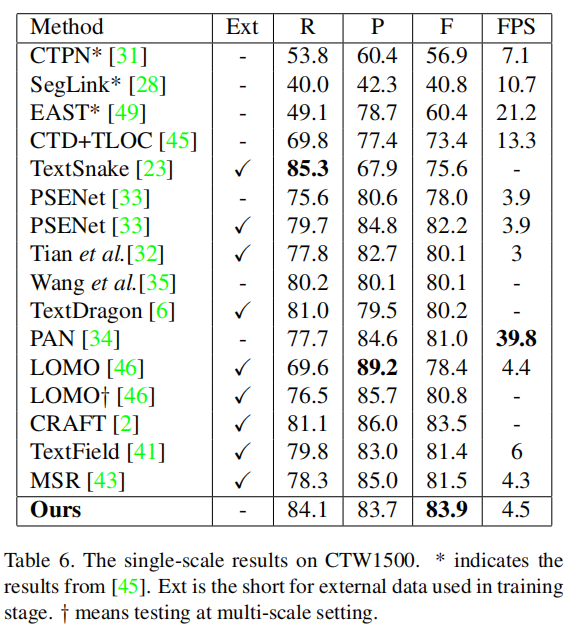 Method Ext R P F FPS
CTPN* [31] - 53.8 60.4 56.9 7.1
SegLink* [28] - 40.0 42.3 40.8 10.7
EAST* [49] - 49.1 78.7 60.4 21.2
CTD+TLOC [45] - 69.8 77.4 73.4 13.3
TextSnake [23] ✓ 85.3 67.9 75.6 -
PSENet [33] - 75.6 80.6 78.0 3.9
PSENet [33] ✓ 79.7 84.8 82.2 3.9
Tian et al.[32] ✓ 77.8 82.7 80.1 3
Wang et al.[35] - 80.2 80.1 80.1 -
TextDragon [6] ✓ 81.0 79.5 80.2 -
PAN [34] - 77.7 84.6 81.0 39.8
LOMO [46] ✓ 69.6 89.2 78.4 4.4
LOMO† [46] ✓ 76.5 85.7 80.8 -
CRAFT [2] ✓ 81.1 86.0 83.5 -
TextField [41] ✓ 79.8 83.0 81.4 6
MSR [43] ✓ 78.3 85.0 81.5 4.3
Ours - 84.1 83.7 83.9 4.5
Table 6. The single-scale results on CTW1500. * indicates the
results from [45]. Ext is the short for external data used in training
stage. † means testing at multi-scale setting.